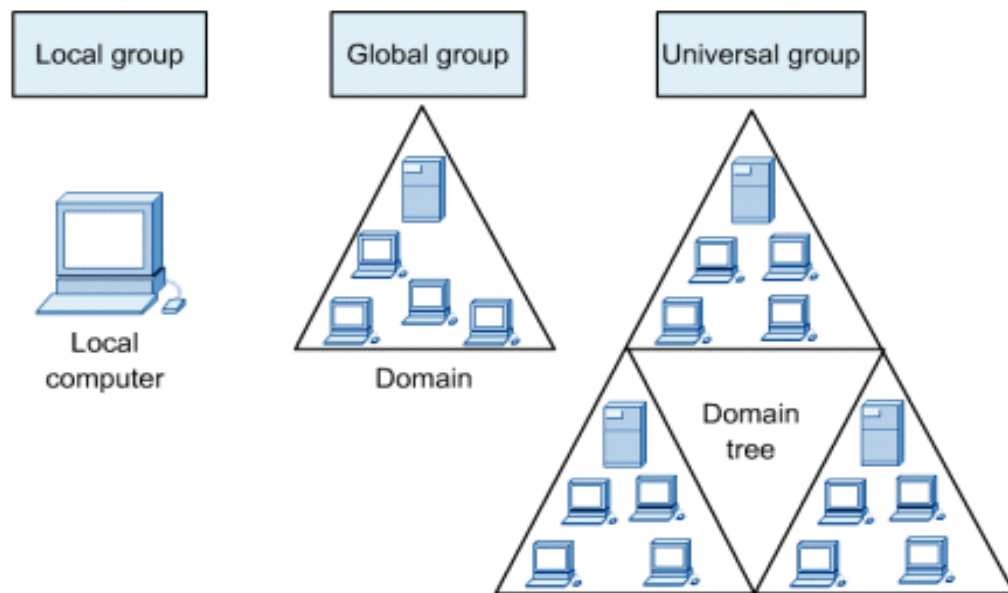 Local group
Global group
Universal group
Local
computer
Domain
Domain
tree